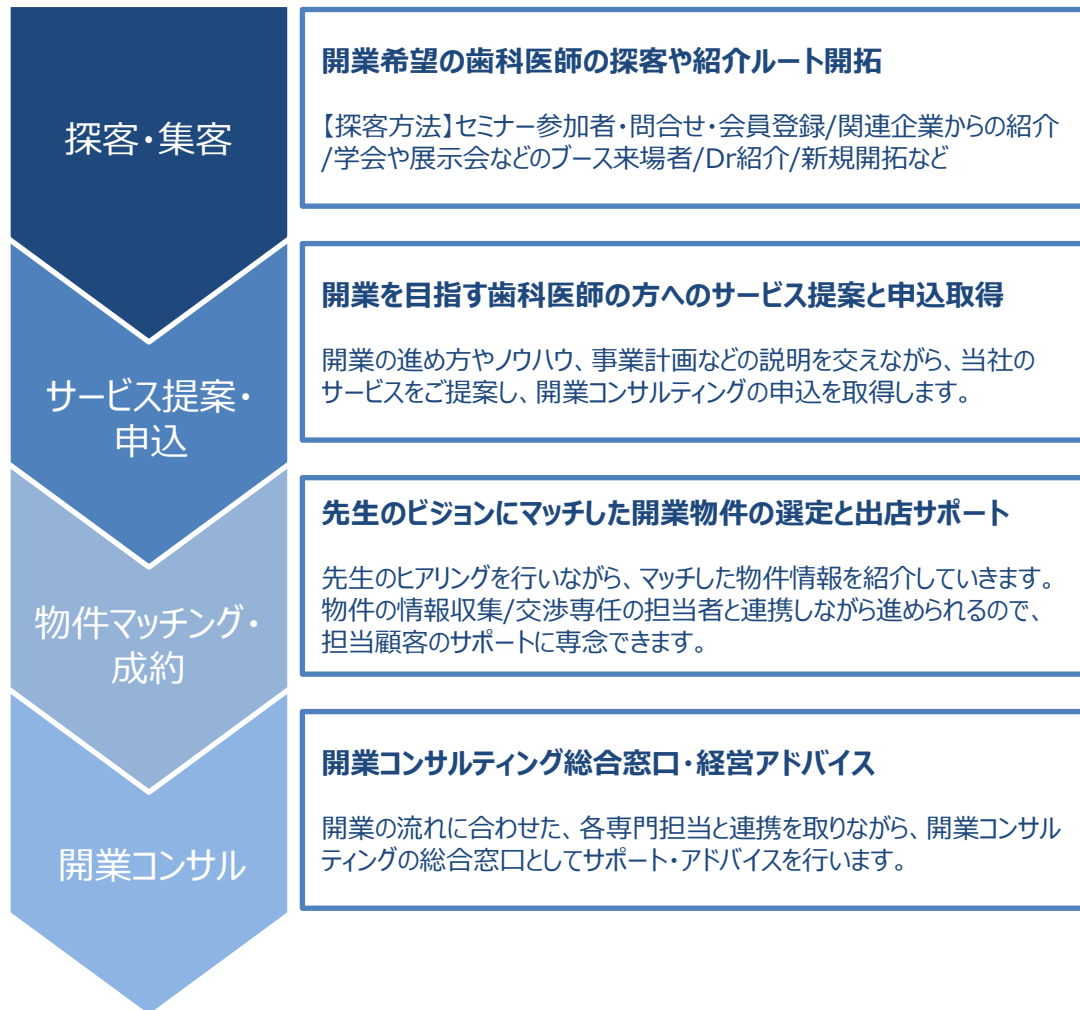 探客・集客
開業希望の歯科医師の探客や紹介ルート開拓
【探客方法】セミナー参加者・問合せ・会員登録/関連企業からの紹介
/学会や展示会などのブース来場者/Dr紹介/新規開拓など
サービス提案・
申込
開業を目指す歯科医師の方へのサービス提案と申込取得
開業の進め方やノウハウ、事業計画などの説明を交えながら、当社の
サービスをご提案し、開業コンサルティングの申込を取得します。
物件マッチング・
成約
先生のビジョンにマッチした開業物件の選定と出店サポート
先生のヒアリングを行いながら、マッチした物件情報を紹介していきます。
物件の情報収集/交渉専任の担当者と連携しながら進められるので、
担当顧客のサポートに専念できます。
開業コンサル
開業コンサルティング総合窓口・経営アドバイス
開業の流れに合わせた、各専門担当と連携を取りながら、開業コンサル
ティングの総合窓口としてサポート・アドバイスを行います。